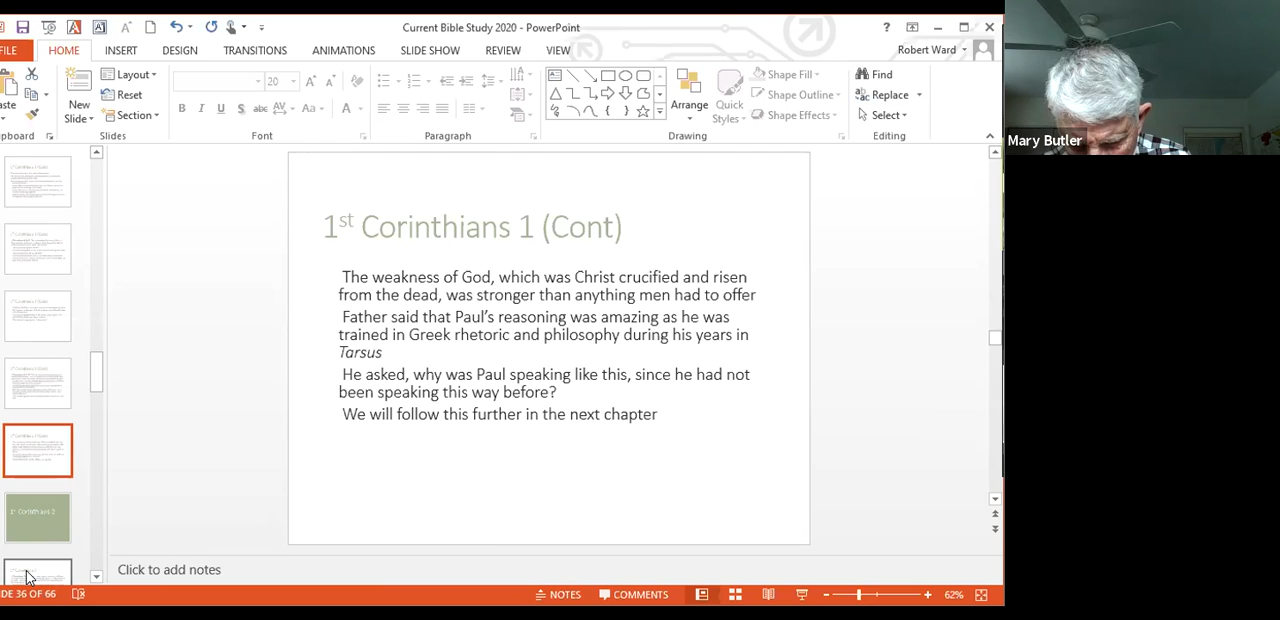 Current Bible Study 2020 - PowerPoint
FILE HOME INSERT DESIGN TRANSITIONS ANIMATIONS SLIDE SHOW REVIEW VIEW
Robert Ward
Layout
Reset
Section
New
Slide
20
Arrange
Quick
Styles
Shape Fill
Shape Outline
Shape Effects
Find
Replace
Select
Slides Font Paragraph Drawing Editing
Mary Butler
1st Corinthians 1 (Cont)
The weakness of God, which was Christ crucified and risen
from the dead, was stronger than anything men had to offer
Father said that Paul’s reasoning was amazing as he was
trained in Greek rhetoric and philosophy during his years in
Tarsus
He asked, why was Paul speaking like this, since he had not
been speaking this way before?
We will follow this further in the next chapter
1st Corinthians 2
Click to add notes
DE 36 OF 66
NOTES COMMENTS 62%